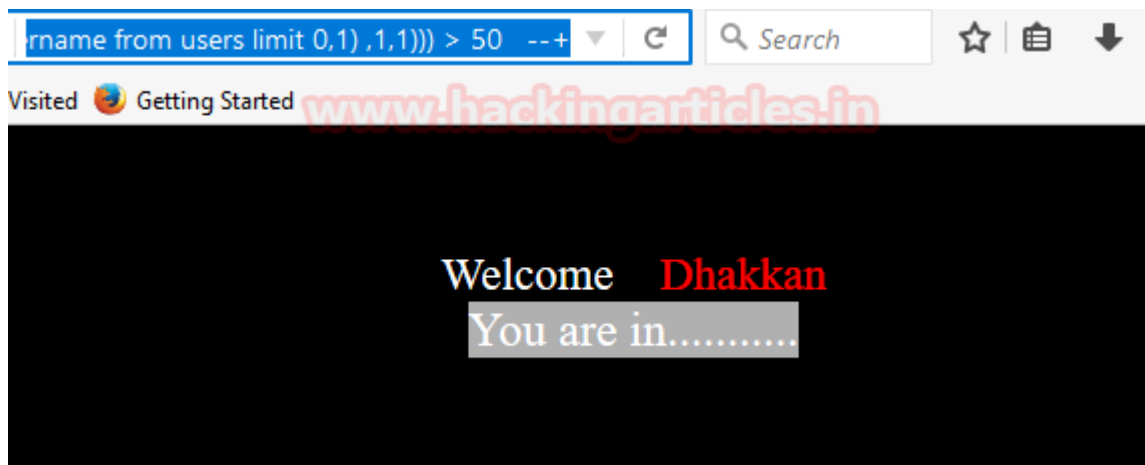 rname from users limit 0,1) ,1,1))) > 50 --+
Search
Visited Getting Started
www.hackingarticles.in
Welcome Dhakkan
You are in...........